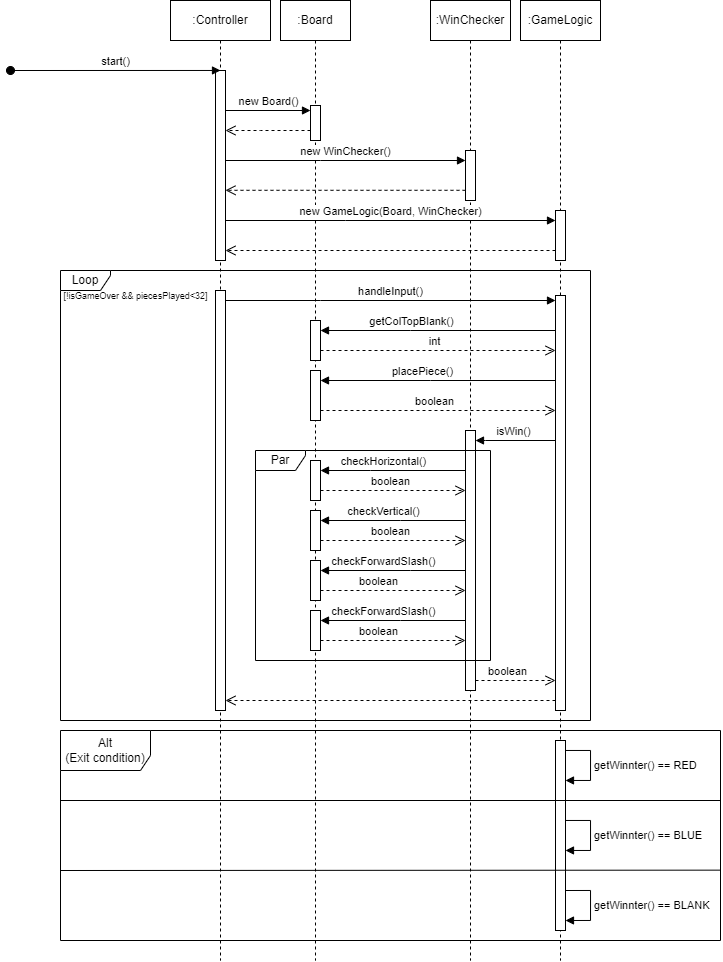 :Controller
:Board
:WinChecker
:GameLogic
start()
new Board()
new WinChecker()
new GameLogic(Board, WinChecker)
Loop
[!isGameOver && piecesPlayed<32]
handleInput()
getColTopBlank()
int
placePiece()
boolean
isWin()
Par
checkHorizontal()
boolean
checkVertical()
boolean
checkForwardSlash()
boolean
checkForwardSlash()
boolean
boolean
Alt
(Exit condition)
getWinnter() == RED
getWinnter() == BLUE
getWinnter() == BLANK